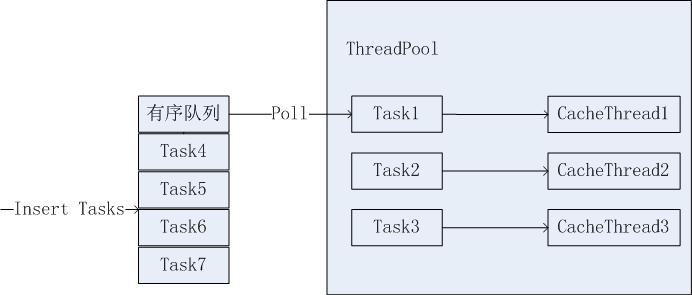 ThreadPool
有序队列
Poll
Task1
CacheThread1
Task4
Task2
CacheThread2
Task5
Insert Tasks
Task6
Task3
CacheThread3
Task7